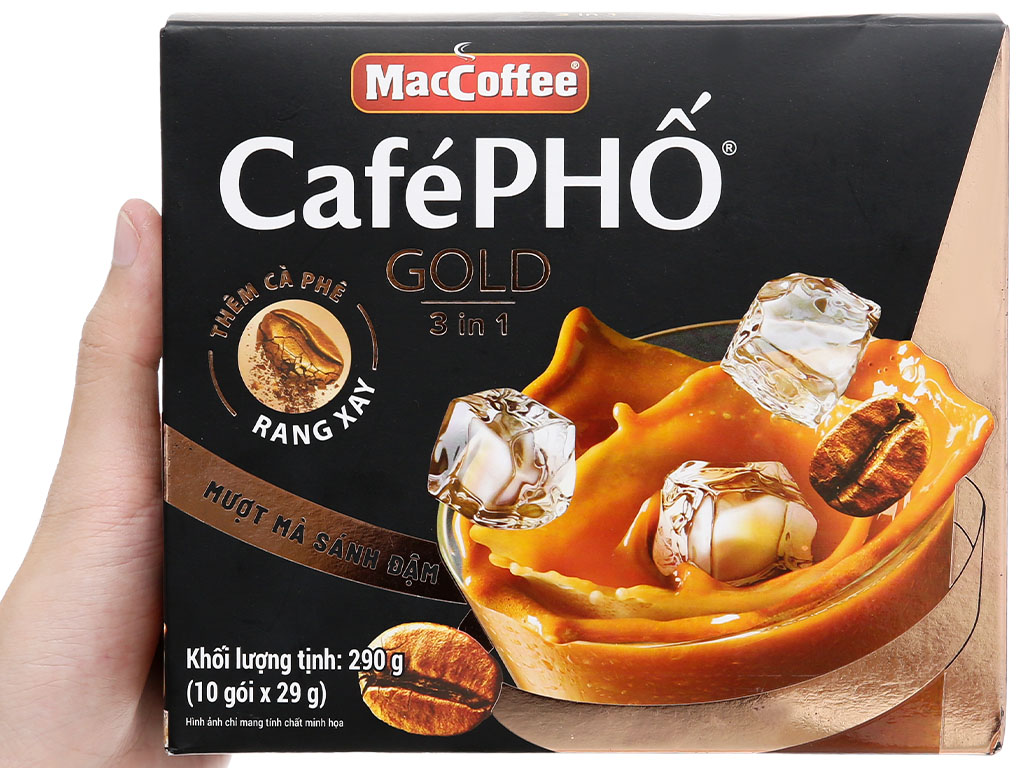 MacCoffee®
CaféPHỐ®
GOLD
3 in 1
THÊM CÀ PHÊ
RANG XAY
MƯỢT MÀ SÁNH ĐẬM
Khối lượng tịnh: 290 g
(10 gói x 29 g)
Hình ảnh chỉ mang tính chất minh họa